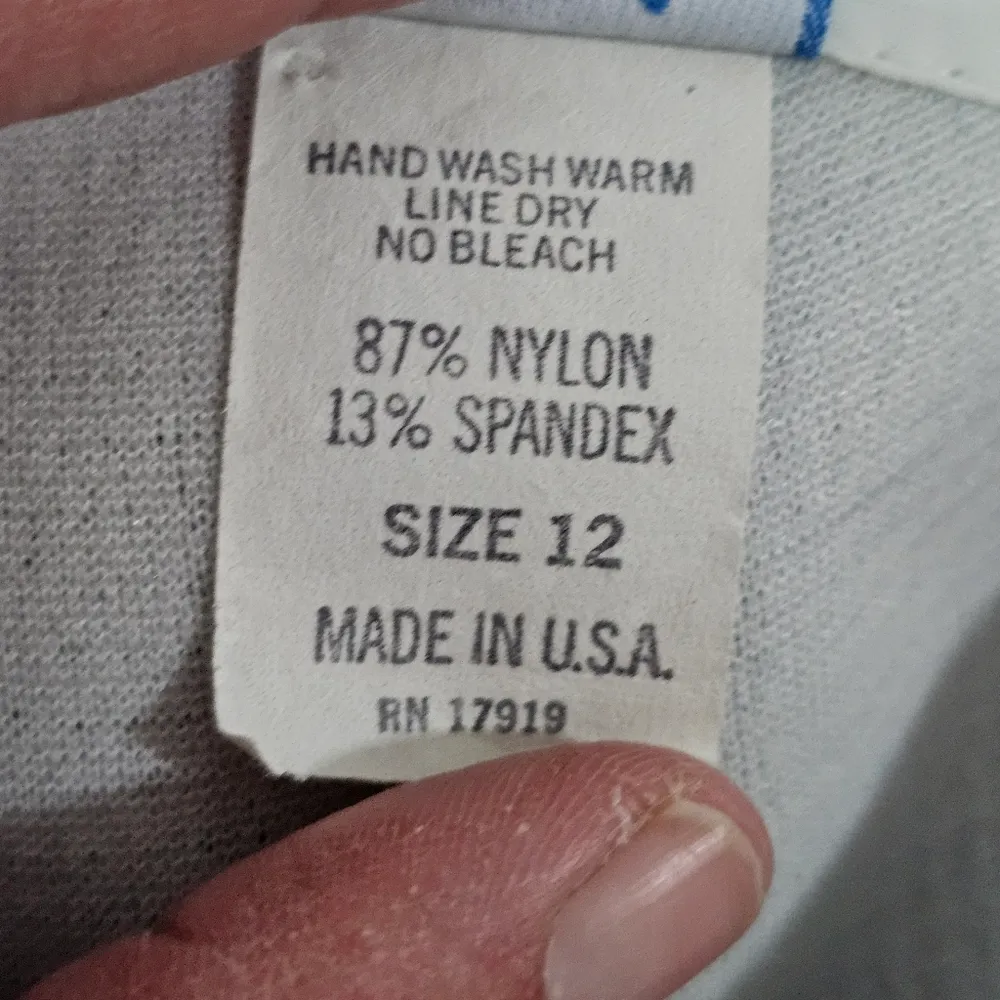 HAND WASH WARM
LINE DRY
NO BLEACH
87% NYLON
13% SPANDEX
SIZE 12
MADE IN U.S.A.
RN 17919